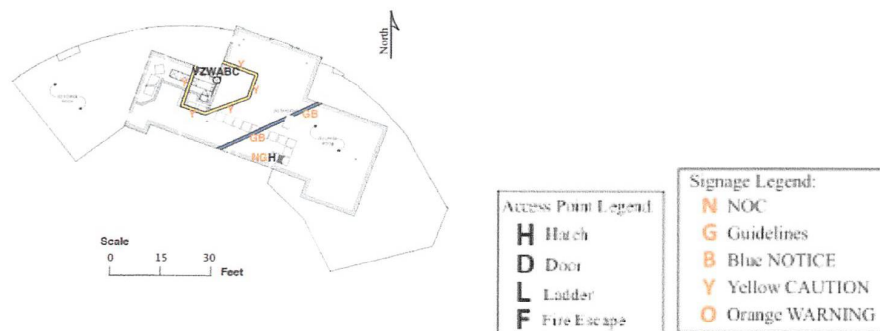 North
VZWABC
Y
Y
Y
Y
GB
GB
NGH
Scale
0 15 30
Feet
Access Point Legend
H Hatch
D Door
L Ladder
F Fire Escape
Signage Legend:
N NOC
G Guidelines
B Blue NOTICE
Y Yellow CAUTION
O Orange WARNING